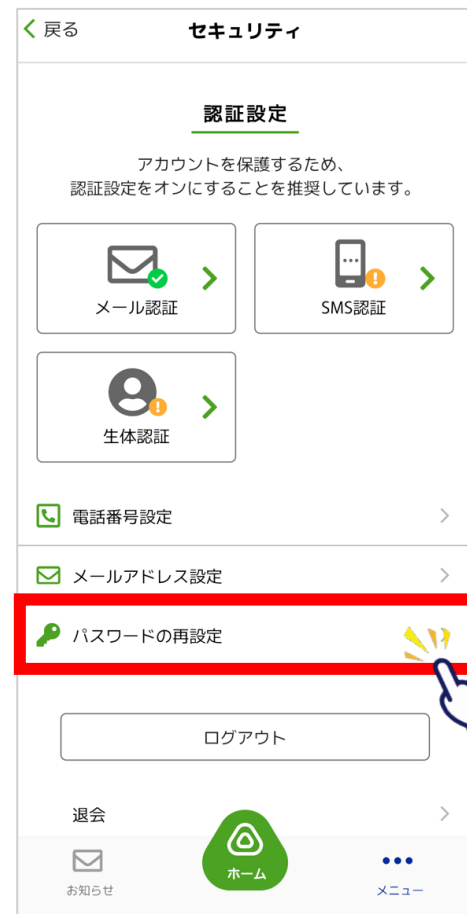 戻る
セキュリティ
認証設定
アカウントを保護するため、
認証設定をオンにすることを推奨しています。
メール認証
SMS認証
生体認証
電話番号設定
メールアドレス設定
パスワードの再設定
ログアウト
退会
お知らせ
ホーム
メニュー